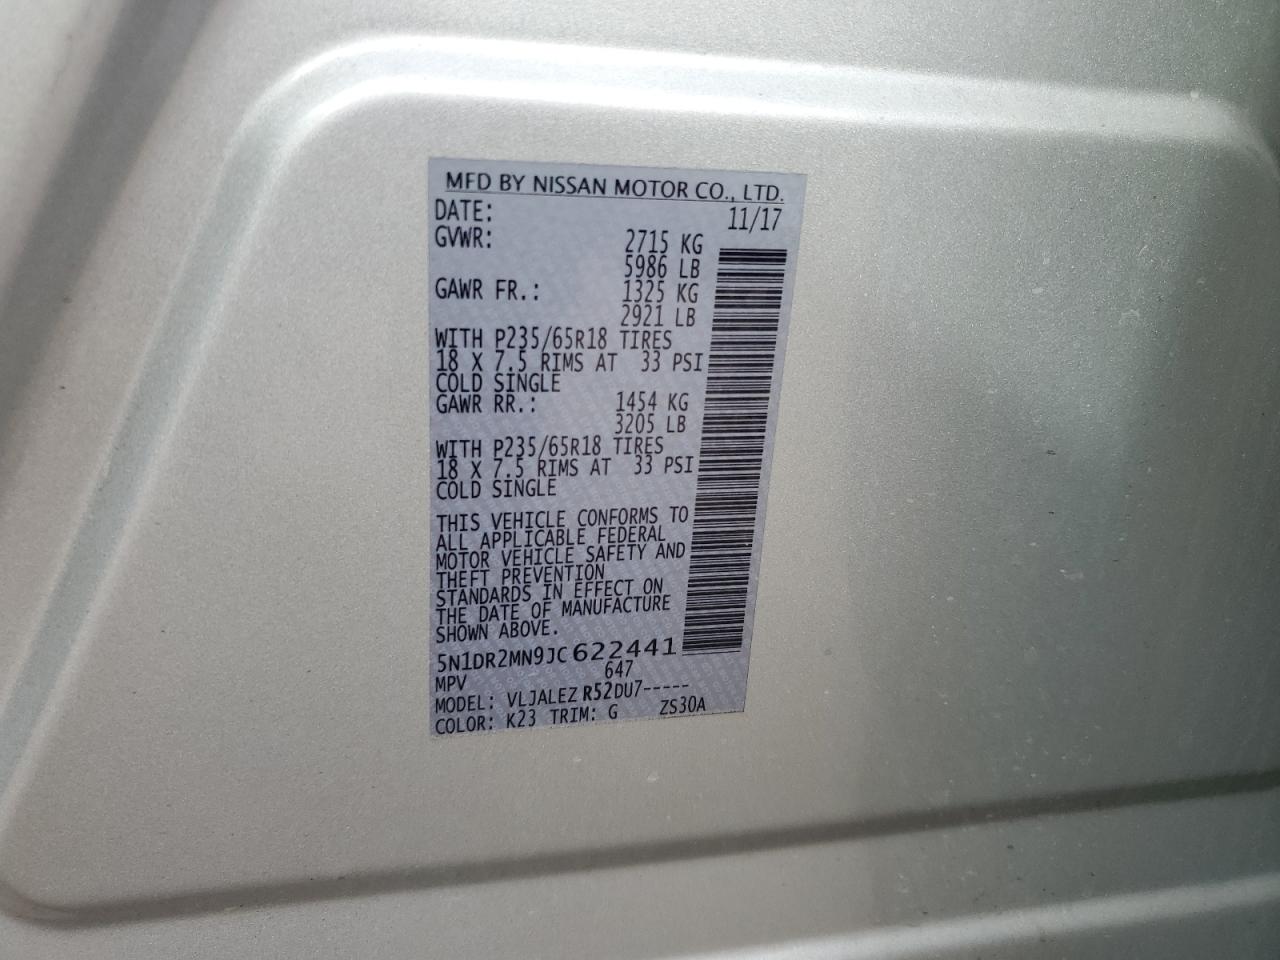 MFD BY NISSAN MOTOR CO., LTD.
DATE: 11/17
GVWR: 2715 KG
5986 LB
GAWR FR.: 1325 KG
2921 LB
WITH P235/65R18 TIRES
18 X 7.5 RIMS AT 33 PSI
COLD SINGLE
GAWR RR.: 1454 KG
3205 LB
WITH P235/65R18 TIRES
18 X 7.5 RIMS AT 33 PSI
COLD SINGLE
THIS VEHICLE CONFORMS TO
ALL APPLICABLE FEDERAL
MOTOR VEHICLE SAFETY AND
THEFT PREVENTION
STANDARDS IN EFFECT ON
THE DATE OF MANUFACTURE
SHOWN ABOVE.
5N1DR2MN9JC622441
MPV 647
MODEL: VLJALEZ R52DU7-----
COLOR: K23 TRIM: G ZS30A